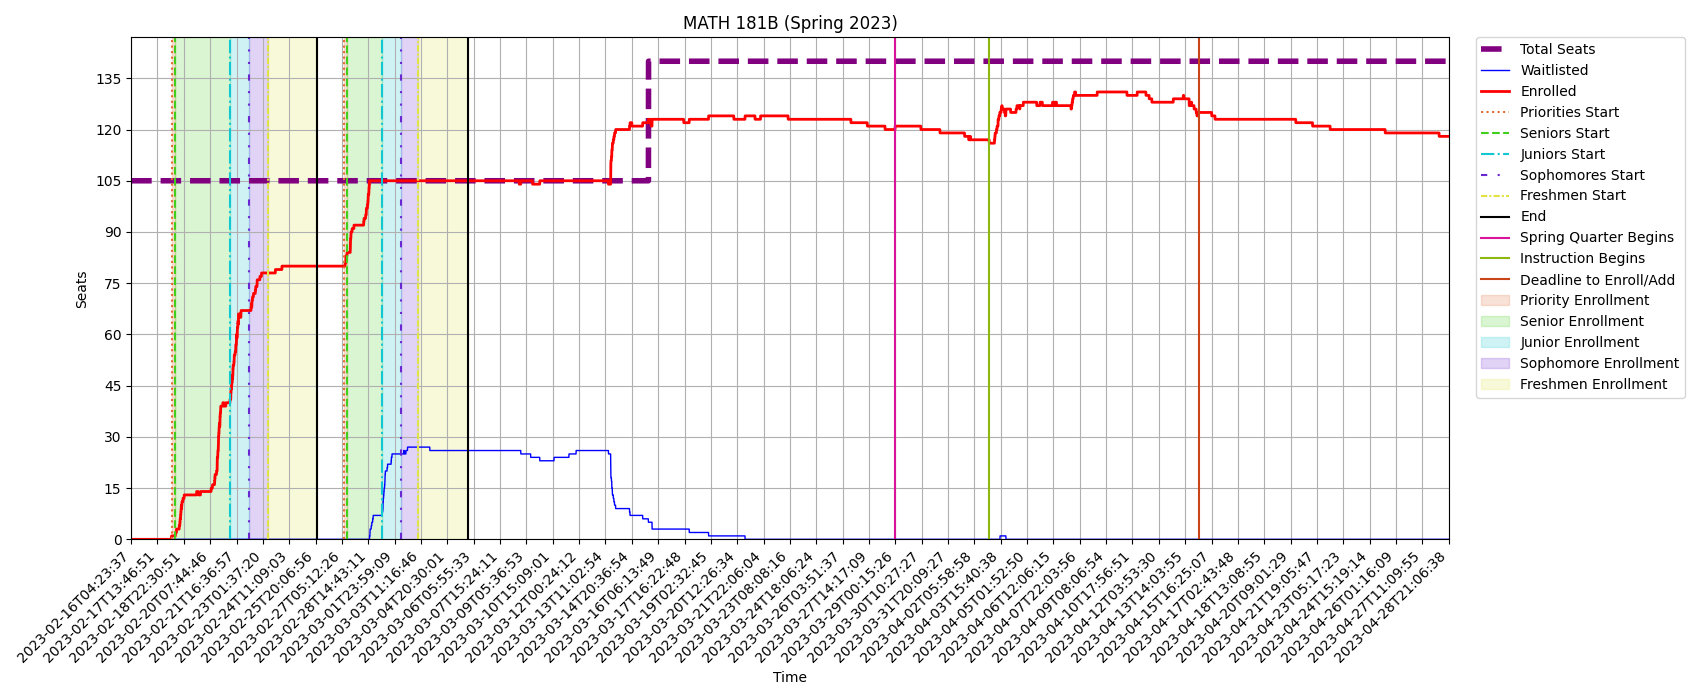 MATH 181B (Spring 2023)
Seats
135
120
105
90
75
60
45
30
15
0
2023-02-16T04:23:37
2023-02-17T13:46:51
2023-02-18T22:30:51
2023-02-20T07:44:46
2023-02-21T16:36:57
2023-02-23T01:37:20
2023-02-24T11:09:03
2023-02-25T20:06:56
2023-02-27T05:12:26
2023-02-28T14:43:11
2023-03-01T23:59:09
2023-03-03T11:16:46
2023-03-04T20:30:01
2023-03-06T05:55:33
2023-03-07T15:24:11
2023-03-09T05:36:53
2023-03-10T15:09:01
2023-03-12T00:24:12
2023-03-13T11:02:54
2023-03-14T20:36:54
2023-03-16T06:13:49
2023-03-17T16:22:48
2023-03-19T02:32:45
2023-03-20T12:26:34
2023-03-21T22:06:04
2023-03-23T08:08:16
2023-03-24T18:06:24
2023-03-26T03:51:37
2023-03-27T14:17:09
2023-03-29T00:15:26
2023-03-30T10:27:27
2023-03-31T20:09:27
2023-04-02T05:58:58
2023-04-03T15:40:38
2023-04-05T01:52:50
2023-04-06T12:06:15
2023-04-07T22:03:56
2023-04-09T08:06:54
2023-04-10T17:56:51
2023-04-12T03:53:30
2023-04-13T14:03:55
2023-04-15T16:25:07
2023-04-17T02:43:48
2023-04-18T13:08:55
2023-04-20T09:01:29
2023-04-21T19:05:47
2023-04-23T05:17:23
2023-04-24T15:19:14
2023-04-26T01:16:09
2023-04-27T11:09:55
2023-04-28T21:06:38
Time
Total Seats
Waitlisted
Enrolled
Priorities Start
Seniors Start
Juniors Start
Sophomores Start
Freshmen Start
End
Spring Quarter Begins
Instruction Begins
Deadline to Enroll/Add
Priority Enrollment
Senior Enrollment
Junior Enrollment
Sophomore Enrollment
Freshmen Enrollment